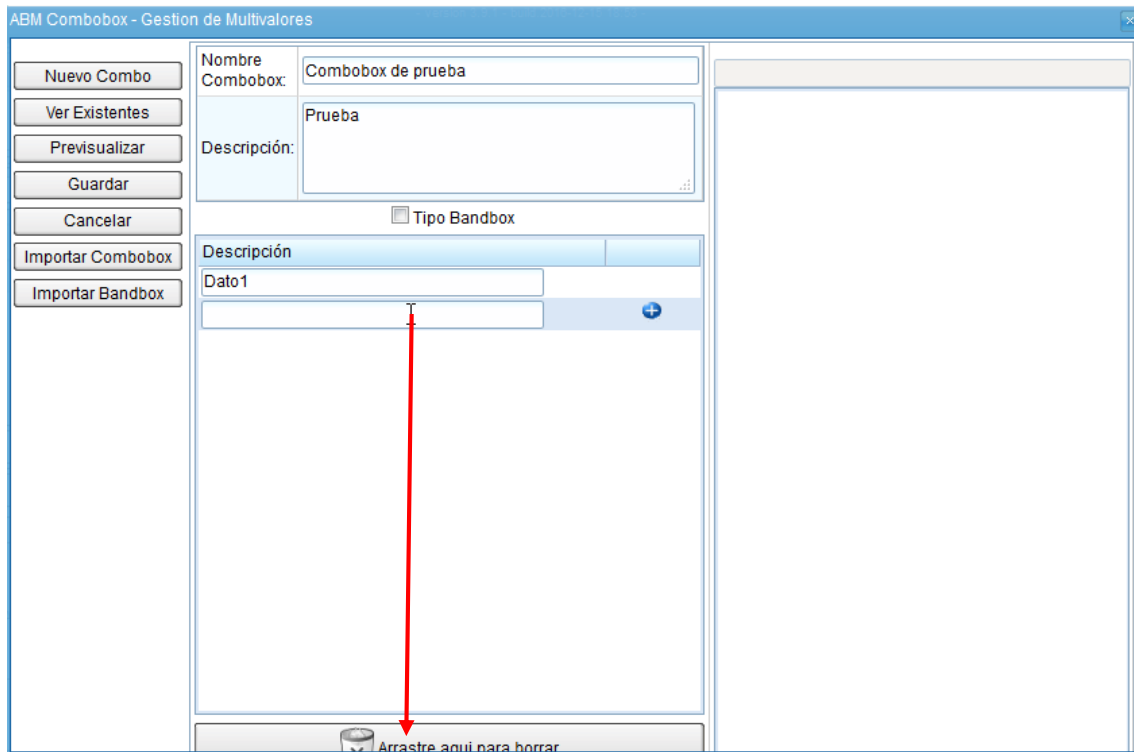 ABM Combobox - Gestion de Multivalores
Nuevo Combo
Ver Existentes
Previsualizar
Guardar
Cancelar
Importar Combobox
Importar Bandbox
Nombre
Combobox:
Combobox de prueba
Descripción:
Prueba
Tipo Bandbox
Descripción
Dato1
Arrastre aqui para borrar